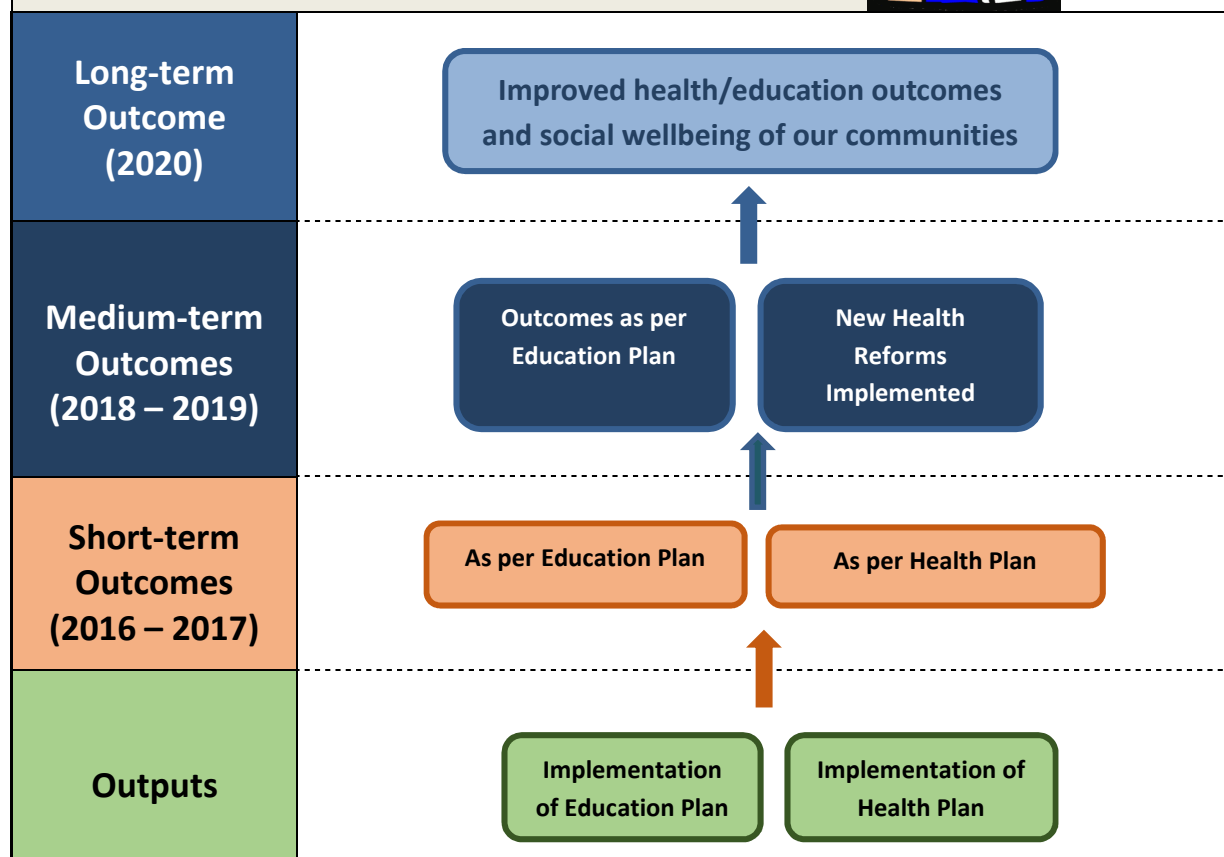 Long-term
Outcome
(2020)
Improved health/education outcomes
and social wellbeing of our communities
Medium-term
Outcomes
(2018 – 2019)
Outcomes as per
Education Plan
New Health
Reforms
Implemented
Short-term
Outcomes
(2016 – 2017)
As per Education Plan
As per Health Plan
Outputs
Implementation
of Education Plan
Implementation of
Health Plan